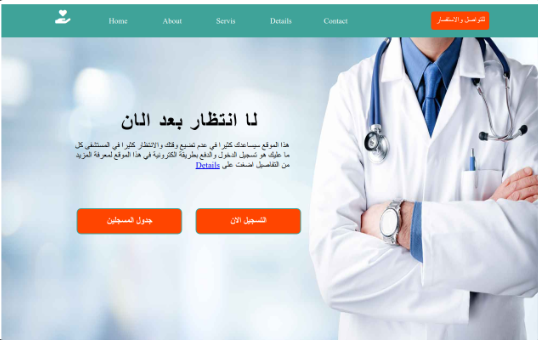 Home About Servis Details Contact للتواصل والاستفسار
لا انتظار بعد الان
هذا الموقع سيساعدك كثيرا في عدم تضيع وقتك والانتظار كثيرا في المستشفى كل
ما عليك هو تسجيل الدخول والدفع بطريقة الكترونية في هذا الموقع لمعرفة المزيد
من التفاصيل اضغت على Details
التسجيل الان
جدول المسجلين